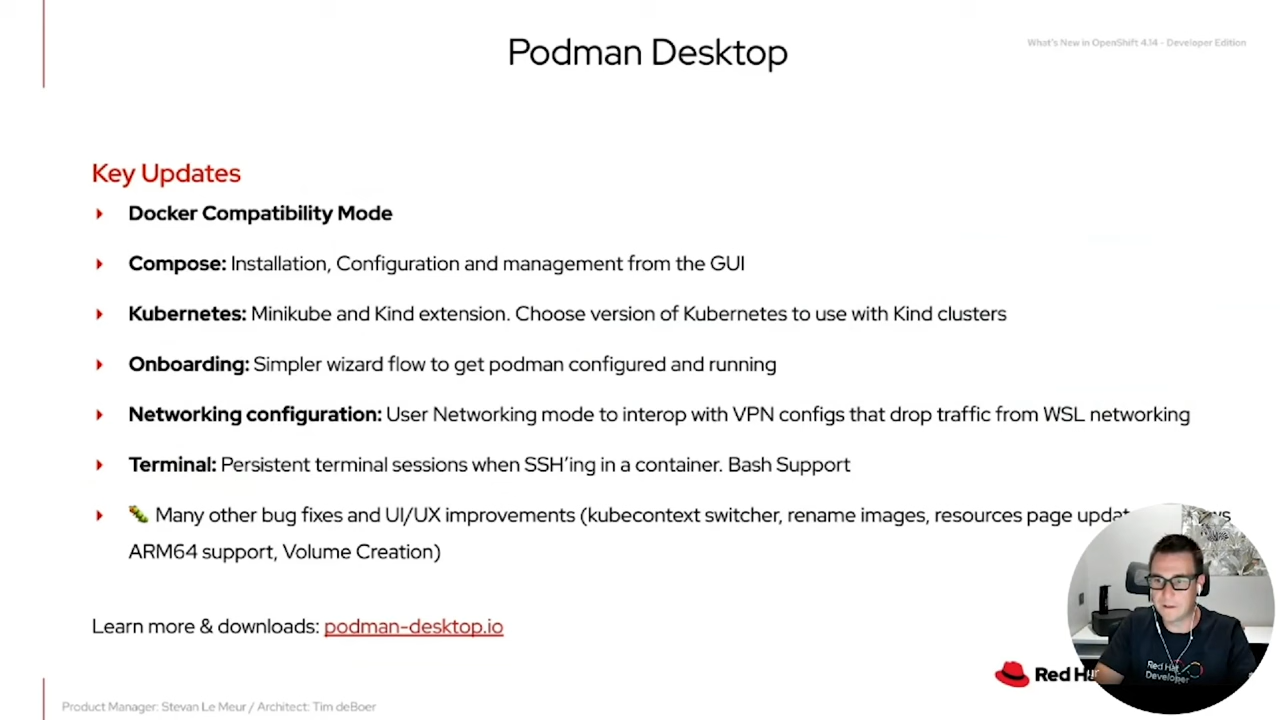 Podman Desktop
What's New in OpenShift 4.14 - Developer Edition
Key Updates
Docker Compatibility Mode
Compose: Installation, Configuration and management from the GUI
Kubernetes: Minikube and Kind extension. Choose version of Kubernetes to use with Kind clusters
Onboarding: Simpler wizard flow to get podman configured and running
Networking configuration: User Networking mode to interop with VPN configs that drop traffic from WSL networking
Terminal: Persistent terminal sessions when SSH'ing in a container. Bash Support
🐛 Many other bug fixes and UI/UX improvements (kubecontext switcher, rename images, resources page
ARM64 support, Volume Creation)
Learn more & downloads: podman-desktop.io
Red
Red Hat
Developer
Product Manager: Stevan Le Meur / Architect: Tim deBoer